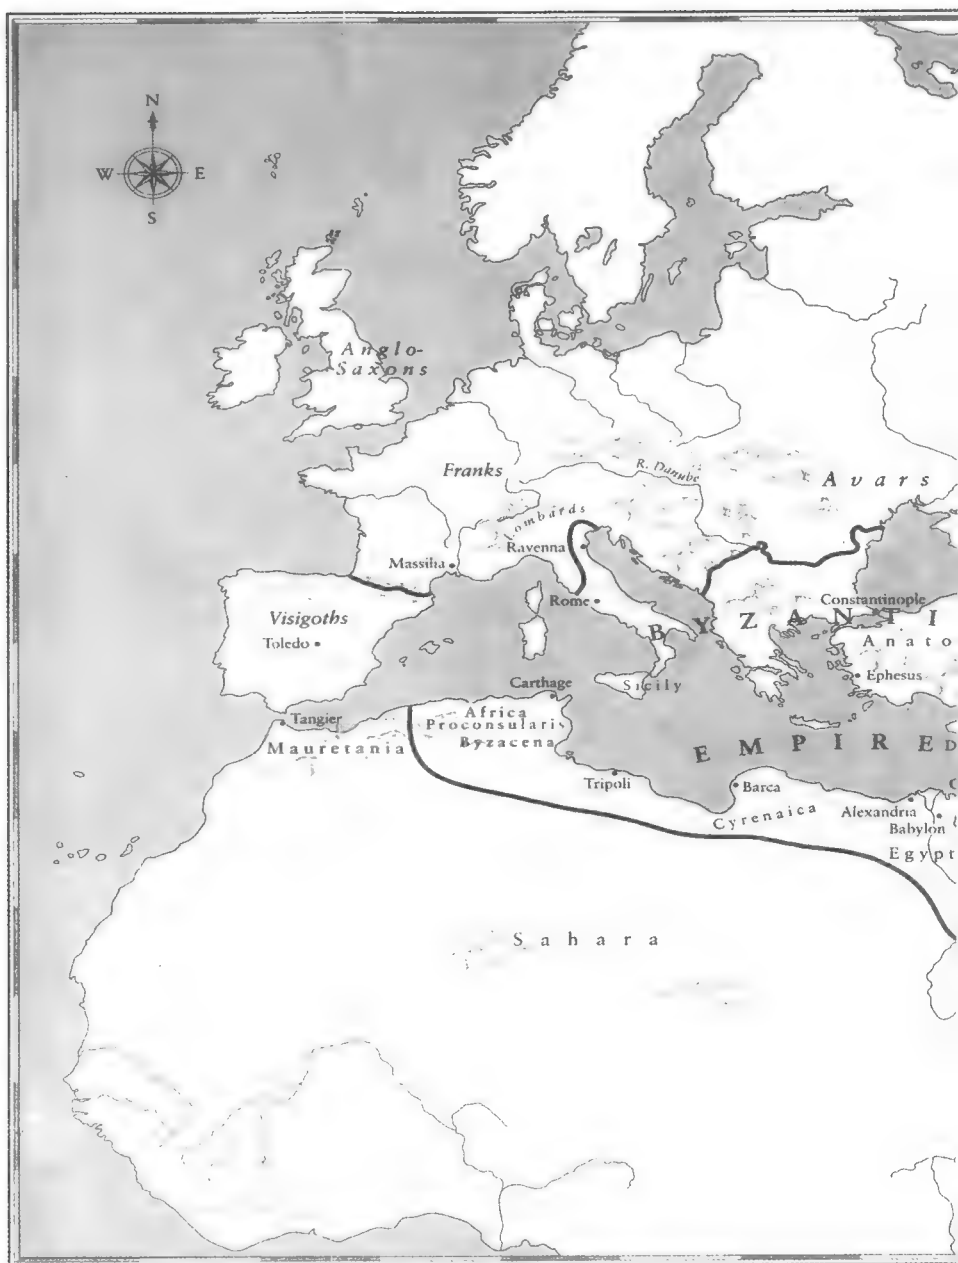 N
W E
S
Anglo-
Saxons
Franks
R. Danube
Avars
Lombards
Ravenna
Massilia
Rome
Constantinople
Visigoths
BYZANTI
Toledo
Anato
Ephesus
Carthage
Sicily
Africa
Proconsularis
Byzacena
Tangier
Mauretania
EMPIRE
D
Tripoli
Barca
Cyrenaica
Alexandria
Babylon
Egypt
Sahara